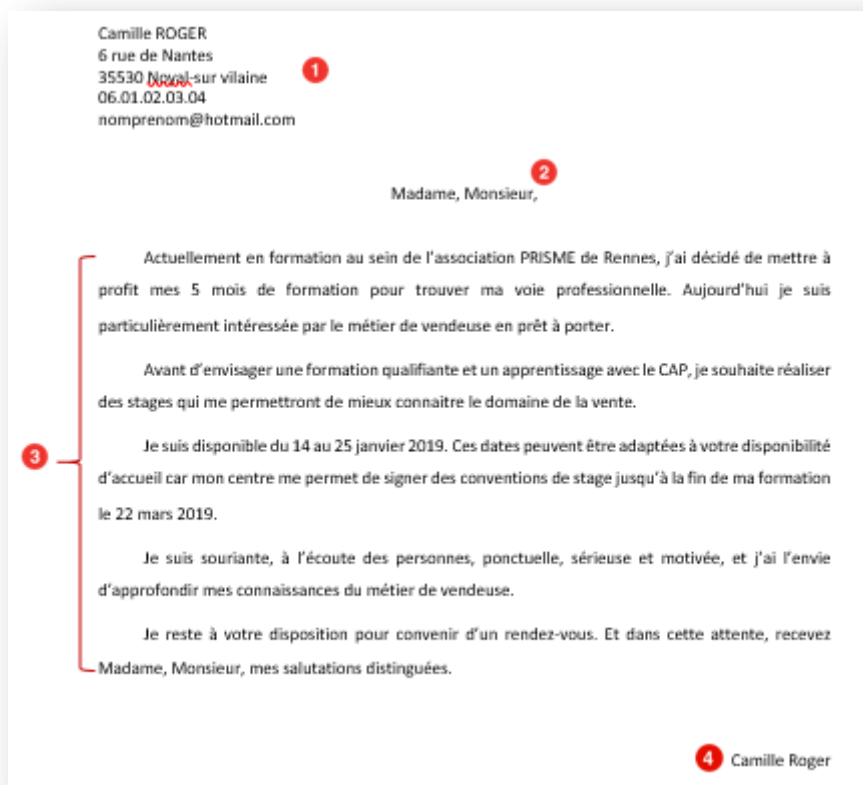 Camille ROGER
6 rue de Nantes
35530 Noyal-sur vilaine
1
06.01.02.03.04
nomprenom@hotmail.com
2
Madame, Monsieur,
Actuellement en formation au sein de l'association PRISME de Rennes, j'ai décidé de mettre à
profit mes 5 mois de formation pour trouver ma voie professionnelle. Aujourd'hui je suis
particulièrement intéressée par le métier de vendeuse en prêt à porter.
Avant d'envisager une formation qualifiante et un apprentissage avec le CAP, je souhaite réaliser
des stages qui me permettront de mieux connaitre le domaine de la vente.
Je suis disponible du 14 au 25 janvier 2019. Ces dates peuvent être adaptées à votre disponibilité
3
d'accueil car mon centre me permet de signer des conventions de stage jusqu'à la fin de ma formation
le 22 mars 2019.
Je suis souriante, à l'écoute des personnes, ponctuelle, sérieuse et motivée, et j'ai l'envie
d'approfondir mes connaissances du métier de vendeuse.
Je reste à votre disposition pour convenir d'un rendez-vous. Et dans cette attente, recevez
Madame, Monsieur, mes salutations distinguées.
4 Camille Roger